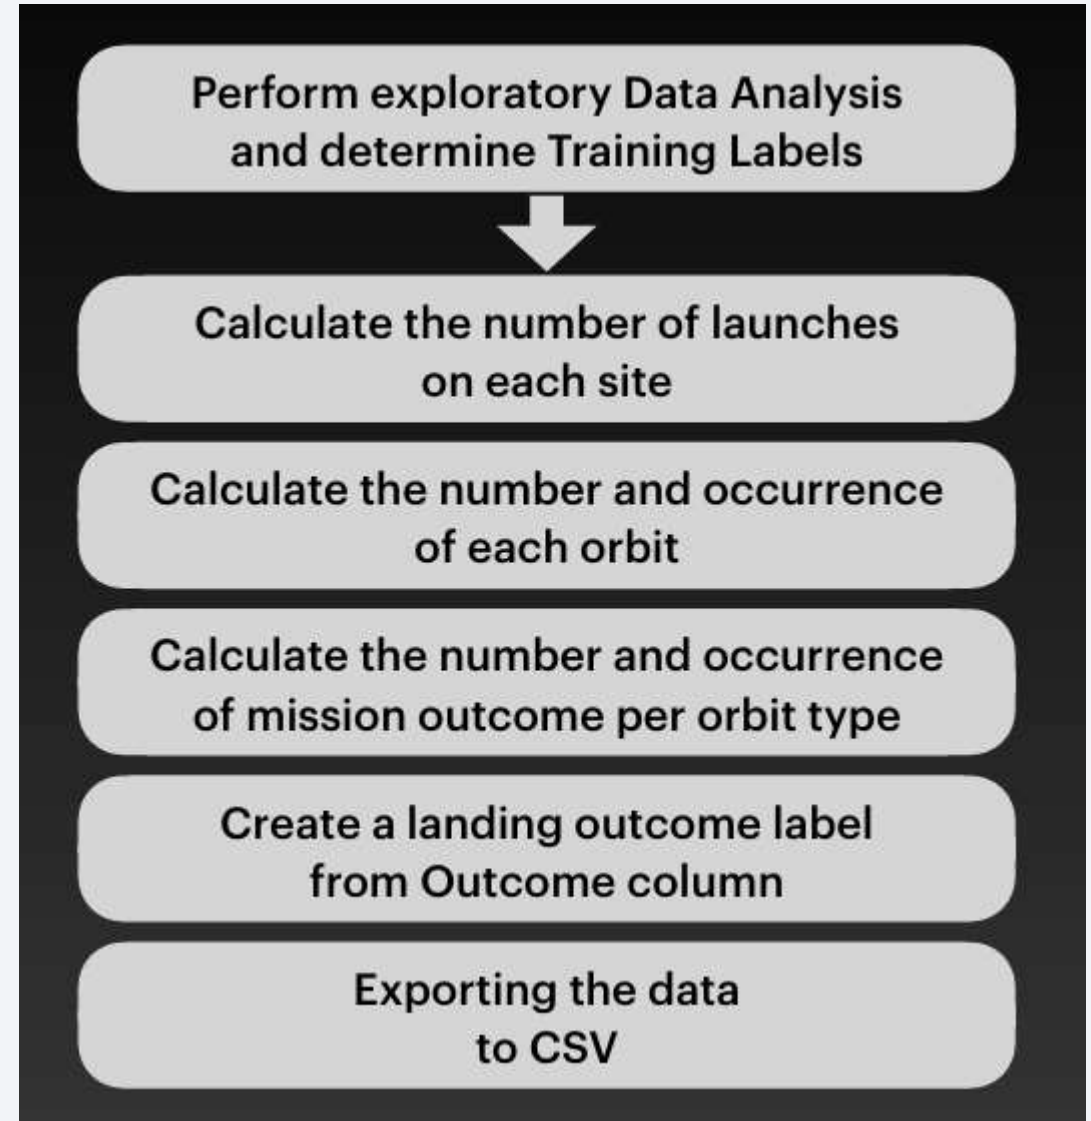 Perform exploratory Data Analysis
and determine Training Labels
Calculate the number of launches
on each site
Calculate the number and occurrence
of each orbit
Calculate the number and occurrence
of mission outcome per orbit type
Create a landing outcome label
from Outcome column
Exporting the data
to CSV